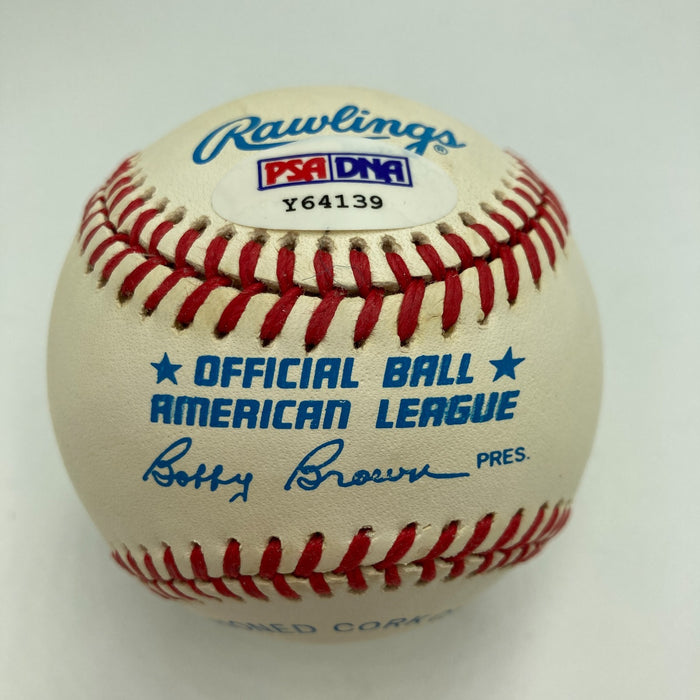 Rawlings®
PSA DNA
Y64139
★ OFFICIAL BALL ★
AMERICAN LEAGUE
Bobby Brown PRES.